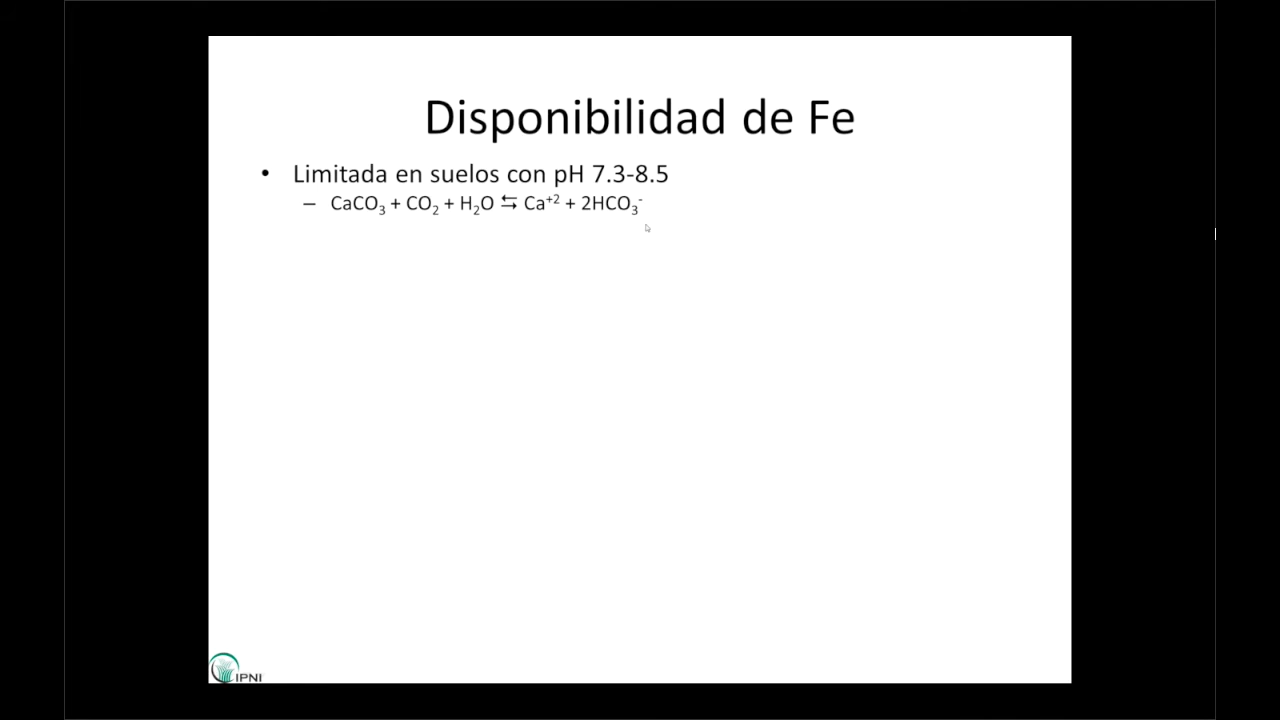 Disponibilidad de Fe
• Limitada en suelos con pH 7.3-8.5
– CaCO₃ + CO₂ + H₂O ⇆ Ca⁺² + 2HCO₃⁻
IPNI